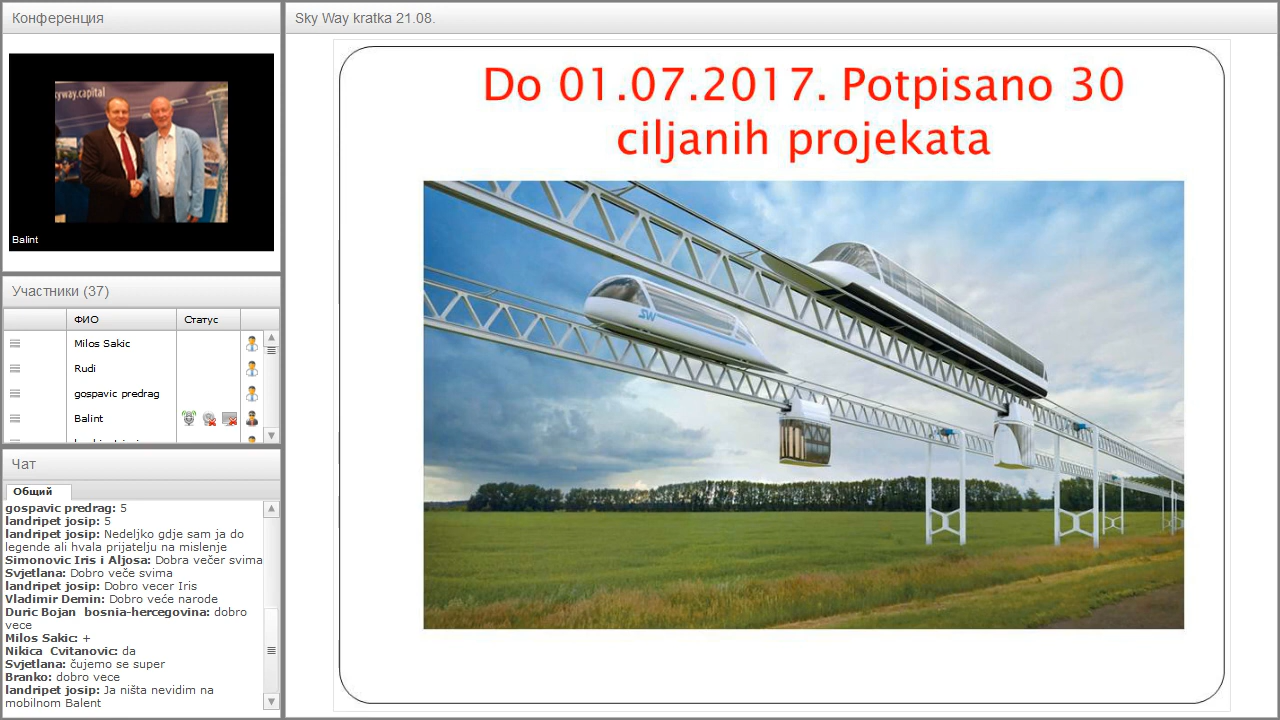 Конференция
kyway.capital
Balint
Участники (37)
ФИО
Статус
Milos Sakic
Rudi
gospavic predrag
Balint
Чат
Общий
gospavic predrag: 5
landripet josip: 5
landripet josip: Nedeljko gdje sam ja do
legende ali hvala prijatelju na mislenje
Simonovic Iris i Aljosa: Dobra večer svima
Svjetlana: Dobro veče svima
landripet josip: Dobro vecer Iris
Vladimir Demin: Dobro veće narode
Duric Bojan bosnia-hercegovina: dobro
vece
Milos Sakic: +
Nikica Cvitanovic: da
Svjetlana: čujemo se super
Branko: dobro vece
landripet josip: Ja ništa nevidim na
mobilnom Balent
Sky Way kratka 21.08.
Do 01.07.2017. Potpisano 30
ciljanih projekata
SW